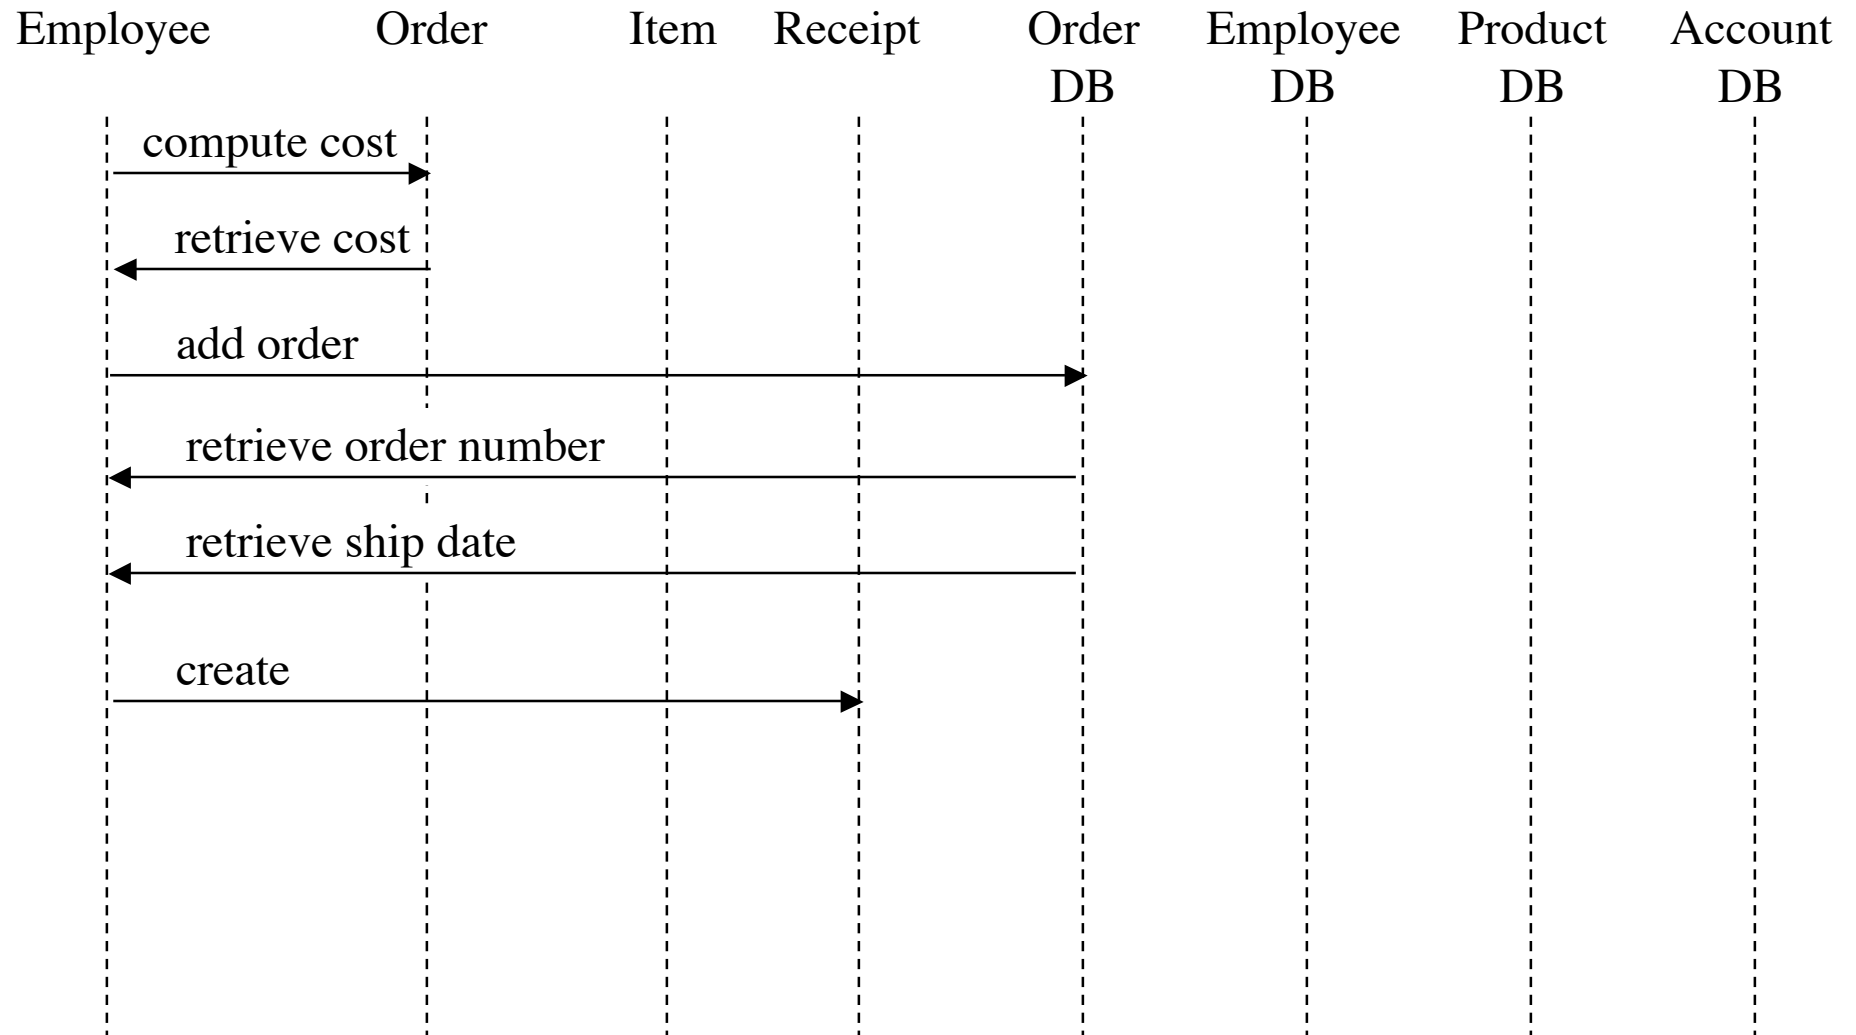 Employee Order Item Receipt Order Employee Product Account
DB DB DB DB
compute cost
retrieve cost
add order
retrieve order number
retrieve ship date
create